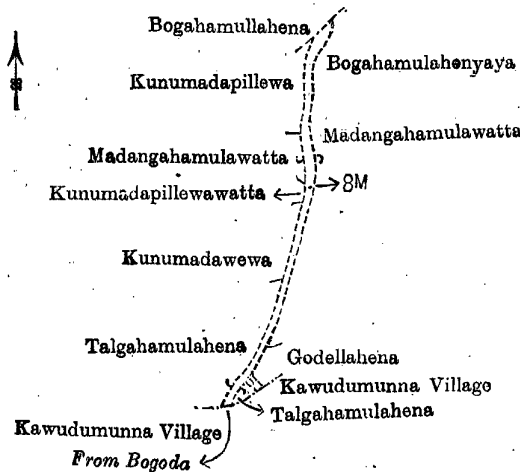 Bogahamullahena
Bogahamulahenyaya
Kunumadapillewa
Madangahamulawatta
Madangahamulawatta
8M
Kunumadapillewawatta
Kunumadawewa
Talgahamulahena
Godellahena
Kawudumunna Village
Talgahamulahena
Kawudumunna Village
From Bogoda